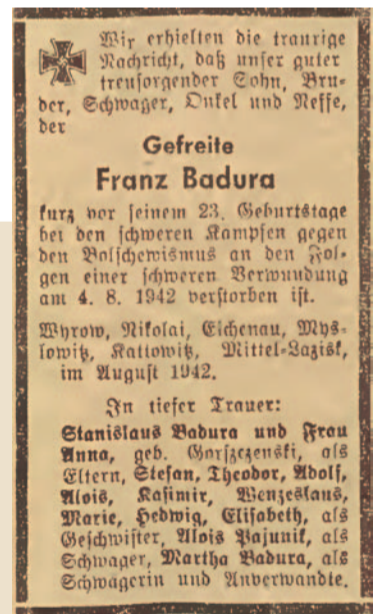 Wir erhielten die traurige
Nachricht, daß unser guter
treusorgender Sohn, Bru-
der, Schwager, Onkel und Neffe,
der
Gefreite
Franz Badura
kurz vor seinem 23. Geburtstage
bei den schweren Kämpfen gegen
den Bolschewismus an den Fol-
gen einer schweren Verwundung
am 4. 8. 1942 verstorben ist.
Wyrow, Nikolai, Eichenau, Mys-
lowitz, Kattowitz, Mittel-Lazisk,
im August 1942.
In tiefer Trauer:
Stanislaus Badura und Frau
Anna, geb. Gorszczenski, als
Eltern, Stefan, Theodor, Adolf,
Alois, Kasimir, Wenzeslaus,
Marie, Hedwig, Elisabeth, als
Geschwister, Alois Pajunik, als
Schwager, Martha Badura, als
Schwägerin und Anverwandte.